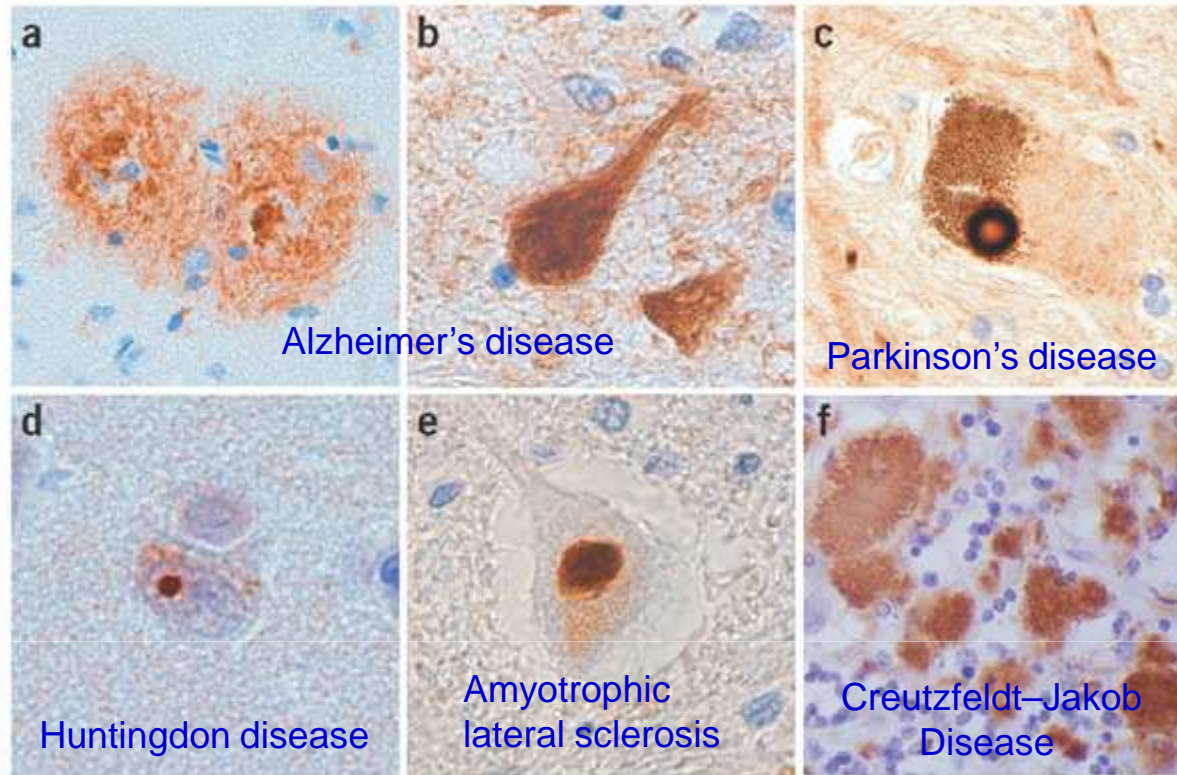 a
b
c
Alzheimer’s disease
Parkinson’s disease
d
e
f
Huntingdon disease
Amyotrophic
lateral sclerosis
Creutzfeldt–Jakob
Disease